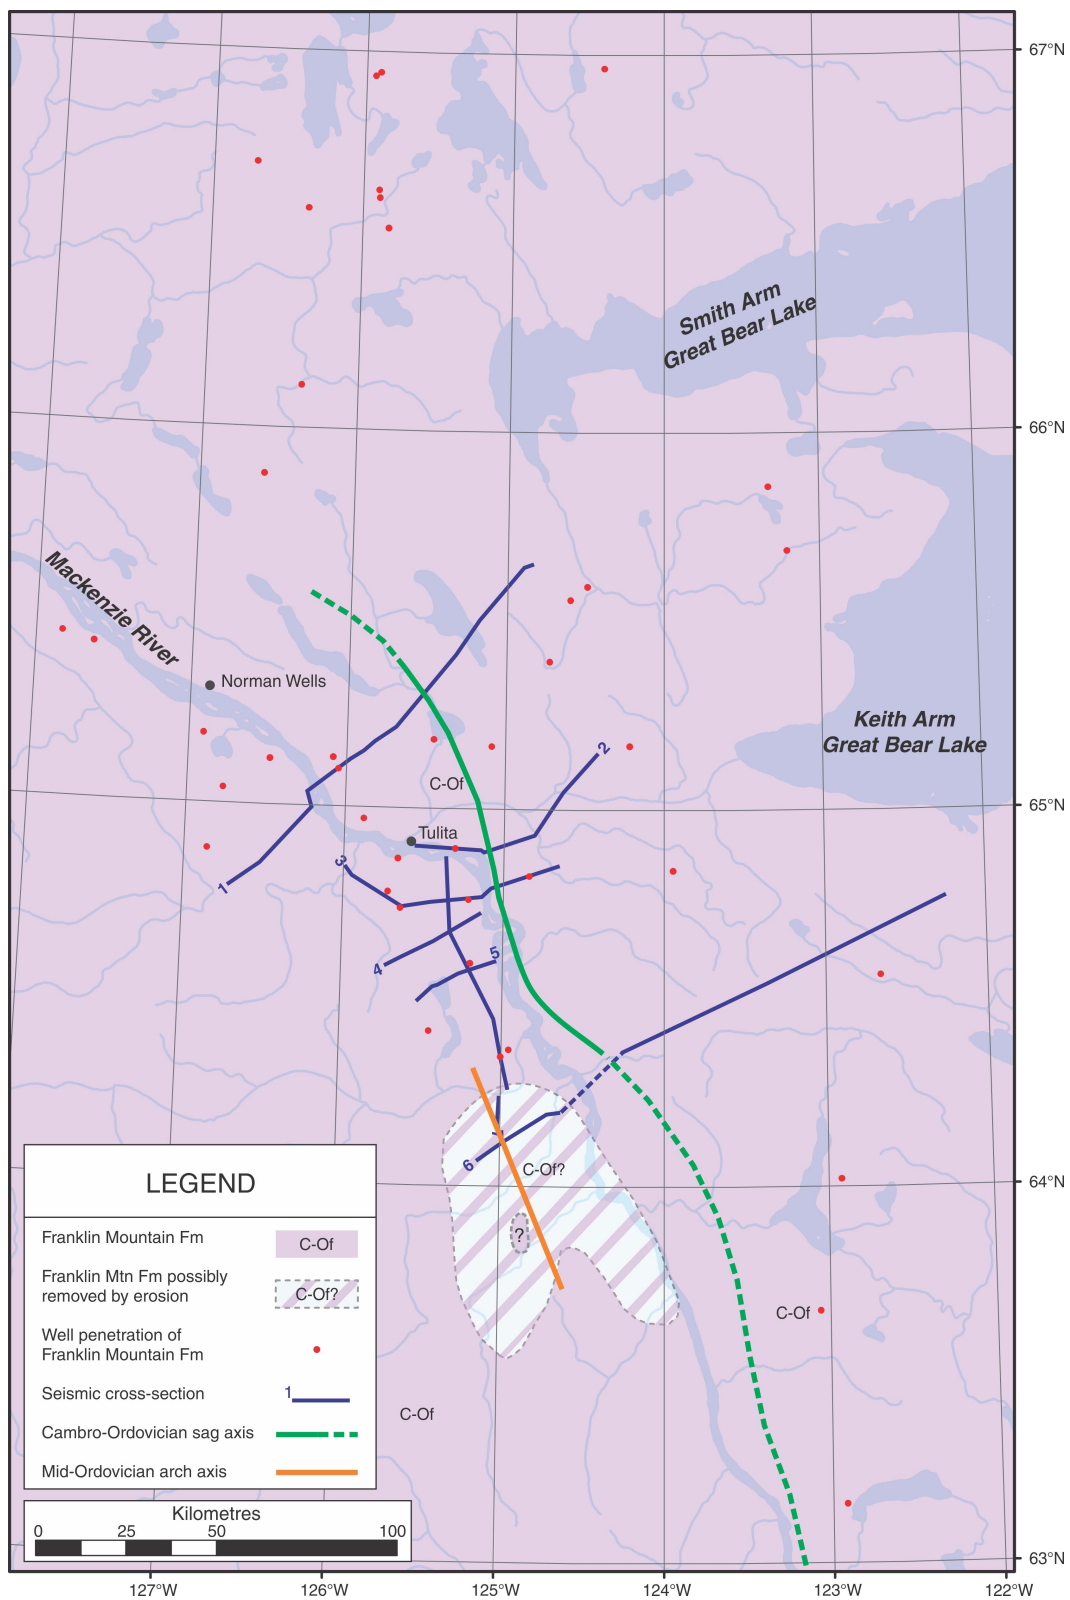 67°N
Smith Arm
Great Bear Lake
66°N
Mackenzie River
Norman Wells
Keith Arm
Great Bear Lake
2
C-Of
65°N
Tulita
3
1
5
4
6
C-Of?
64°N
?
C-Of
C-Of
LEGEND
Franklin Mountain Fm
C-Of
Franklin Mtn Fm possibly
removed by erosion
C-Of?
Well penetration of
Franklin Mountain Fm
Seismic cross-section
1
Cambro-Ordovician sag axis
Mid-Ordovician arch axis
Kilometres
0 25 50 100
63°N
127°W 126°W 125°W 124°W 123°W 122°W